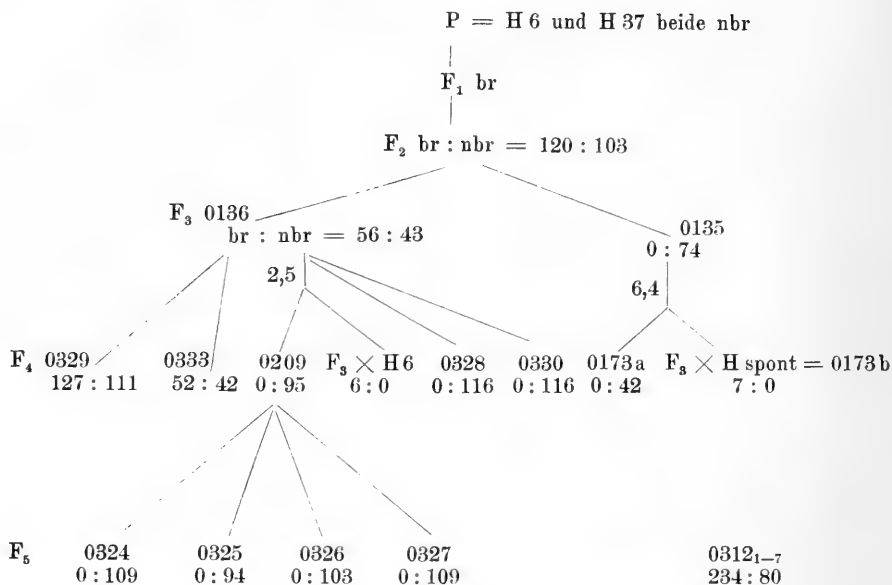 P = H 6 und H 37 beide nbr
F₁ br
F₂ br : nbr = 120 : 103
F₃ 0136
br : nbr = 56 : 43
0135
0 : 74
2,5
6,4
F₄ 0329 0333 0209 F₃ × H 6 0328 0330 0173a F₃ × H spont = 0173b
127 : 111 52 : 42 0 : 95 6 : 0 0 : 116 0 : 116 0 : 42 7 : 0
F₅ 0324 0325 0326 0327 0312₁₋₇
0 : 109 0 : 94 0 : 103 0 : 109 234 : 80